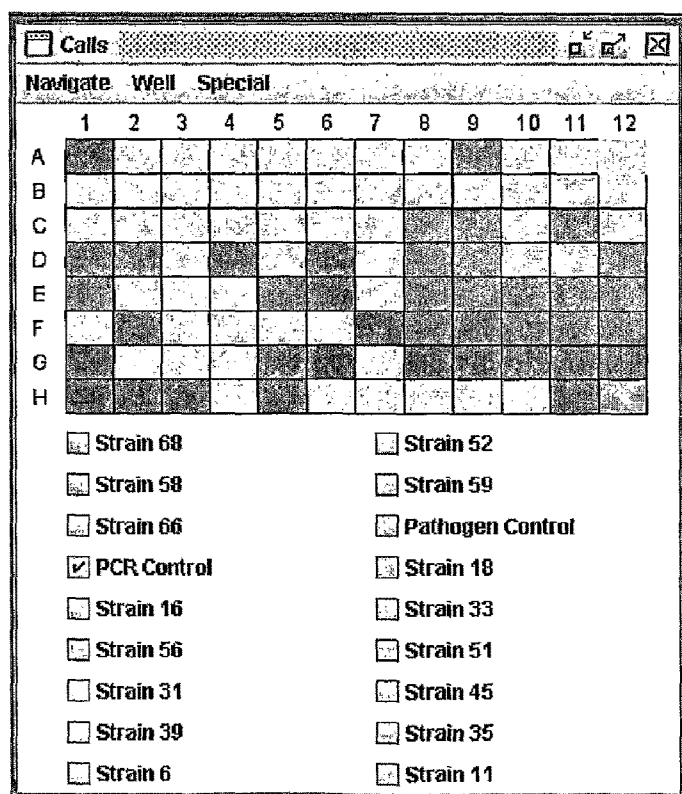 Calls
Navigate Well Special
1 2 3 4 5 6 7 8 9 10 11 12
A
B
C
D
E
F
G
H
Strain 68 Strain 52
Strain 58 Strain 59
Strain 66 Pathogen Control
PCR Control Strain 18
Strain 16 Strain 33
Strain 56 Strain 51
Strain 31 Strain 45
Strain 39 Strain 35
Strain 6 Strain 11